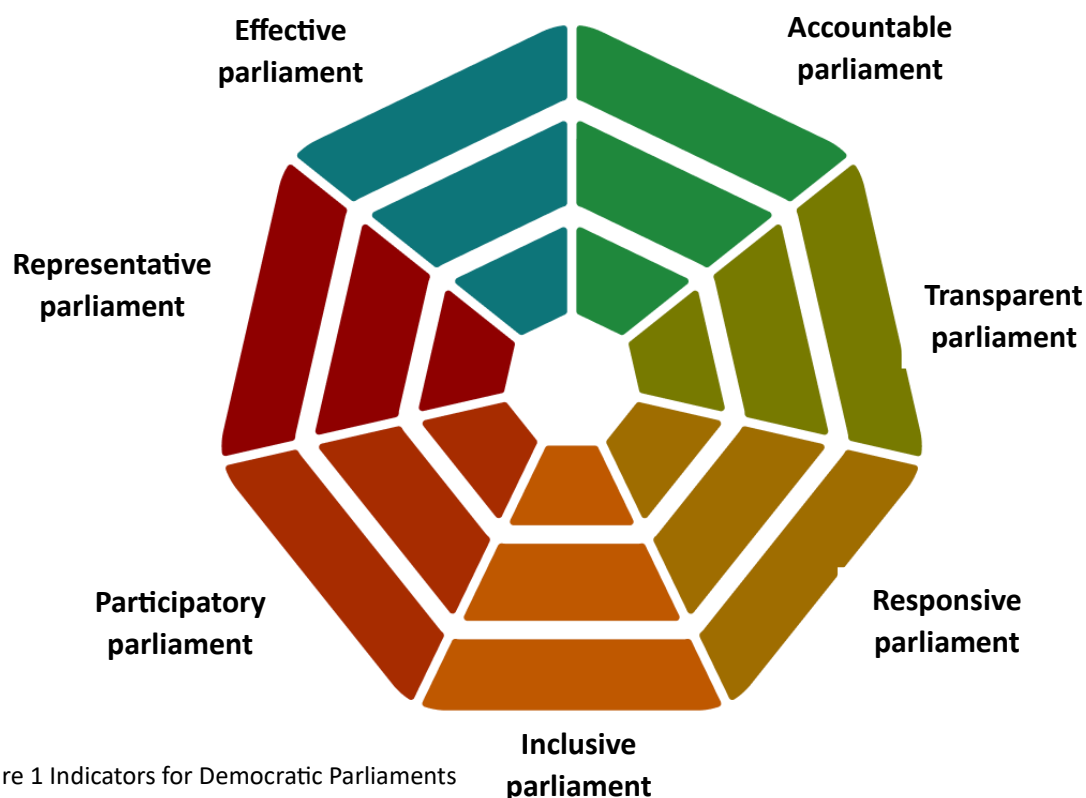 Effective
parliament
Accountable
parliament
Representative
parliament
Transparent
parliament
Participatory
parliament
Responsive
parliament
Inclusive
parliament
re 1 Indicators for Democratic Parliaments